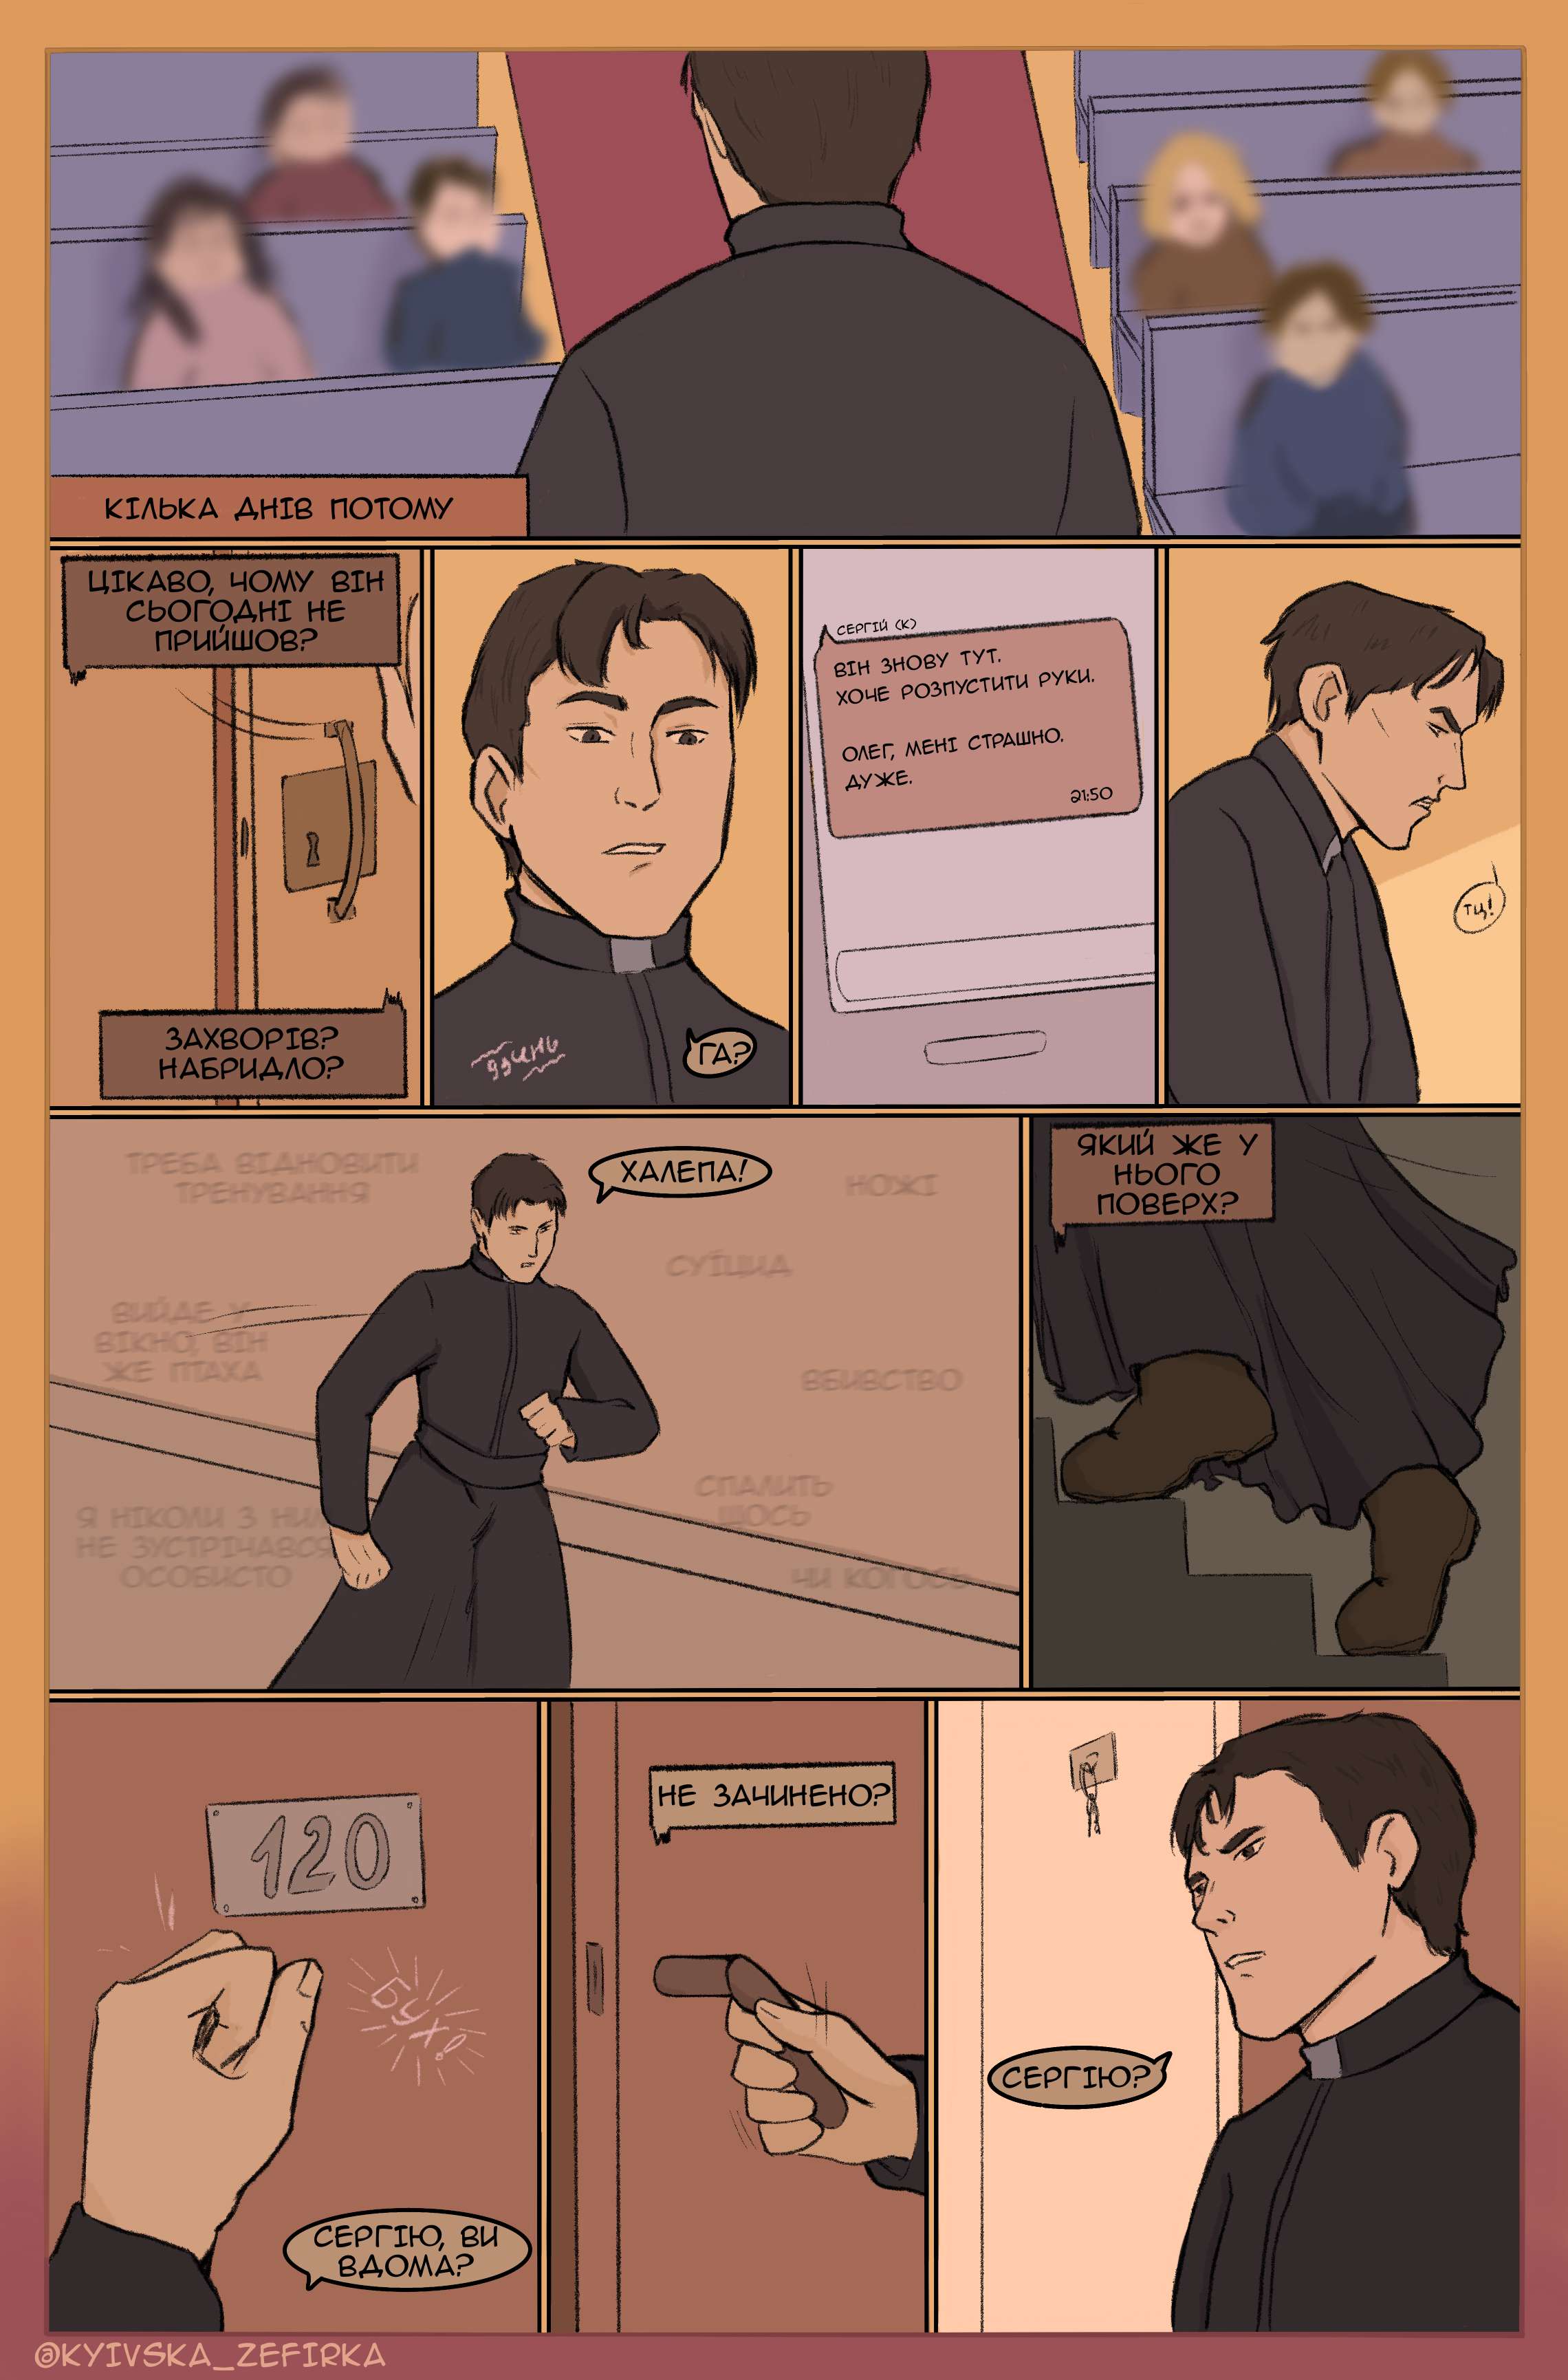 КІЛЬКА ДНІВ ПОТОМУ
ЦІКАВО, ЧОМУ ВІН
СЬОГОДНІ НЕ
ПРИЙШОВ?
ЗАХВОРІВ?
НАБРИДЛО?
ДЗЕНЬ
ГА?
СЕРГІЙ (К)
ВІН ЗНОВУ ТУТ.
ХОЧЕ РОЗПУСТИТИ РУКИ.
ОЛЕГ, МЕНІ СТРАШНО.
ДУЖЕ.
21:50
ТЦ!
ТРЕБА ВІДНОВИТИ
ТРЕНУВАННЯ
ХАЛЕПА!
НОЖІ
СУЇЦИД
ВИЙДЕ У
ВІКНО, ВІН
ЖЕ ПТАХА
ВБИВСТВО
СПАЛИТЬ
ЩОСЬ
Я НІКОЛИ З НИМ
НЕ ЗУСТРІЧАВСЯ
ОСОБИСТО
ЧИ КОГОСЬ
ЯКИЙ ЖЕ У
НЬОГО
ПОВЕРХ?
120
БУХ!
СЕРГІЮ, ВИ
ВДОМА?
НЕ ЗАЧИНЕНО?
СЕРГІЮ?
@KYIVSKA_ZEFIRKA